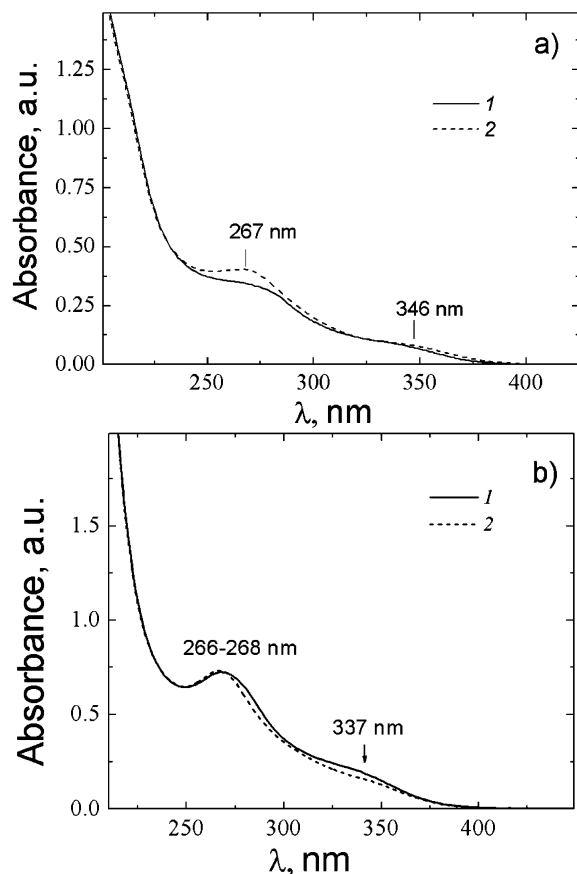 a)
1.25
1.00
0.75
0.50
0.25
0.00
Absorbance, a.u.
1
2
267 nm
346 nm
250 300 350 400
λ, nm
b)
1.5
1.0
0.5
0.0
Absorbance, a.u.
1
2
266-268 nm
337 nm
250 300 350 400
λ, nm